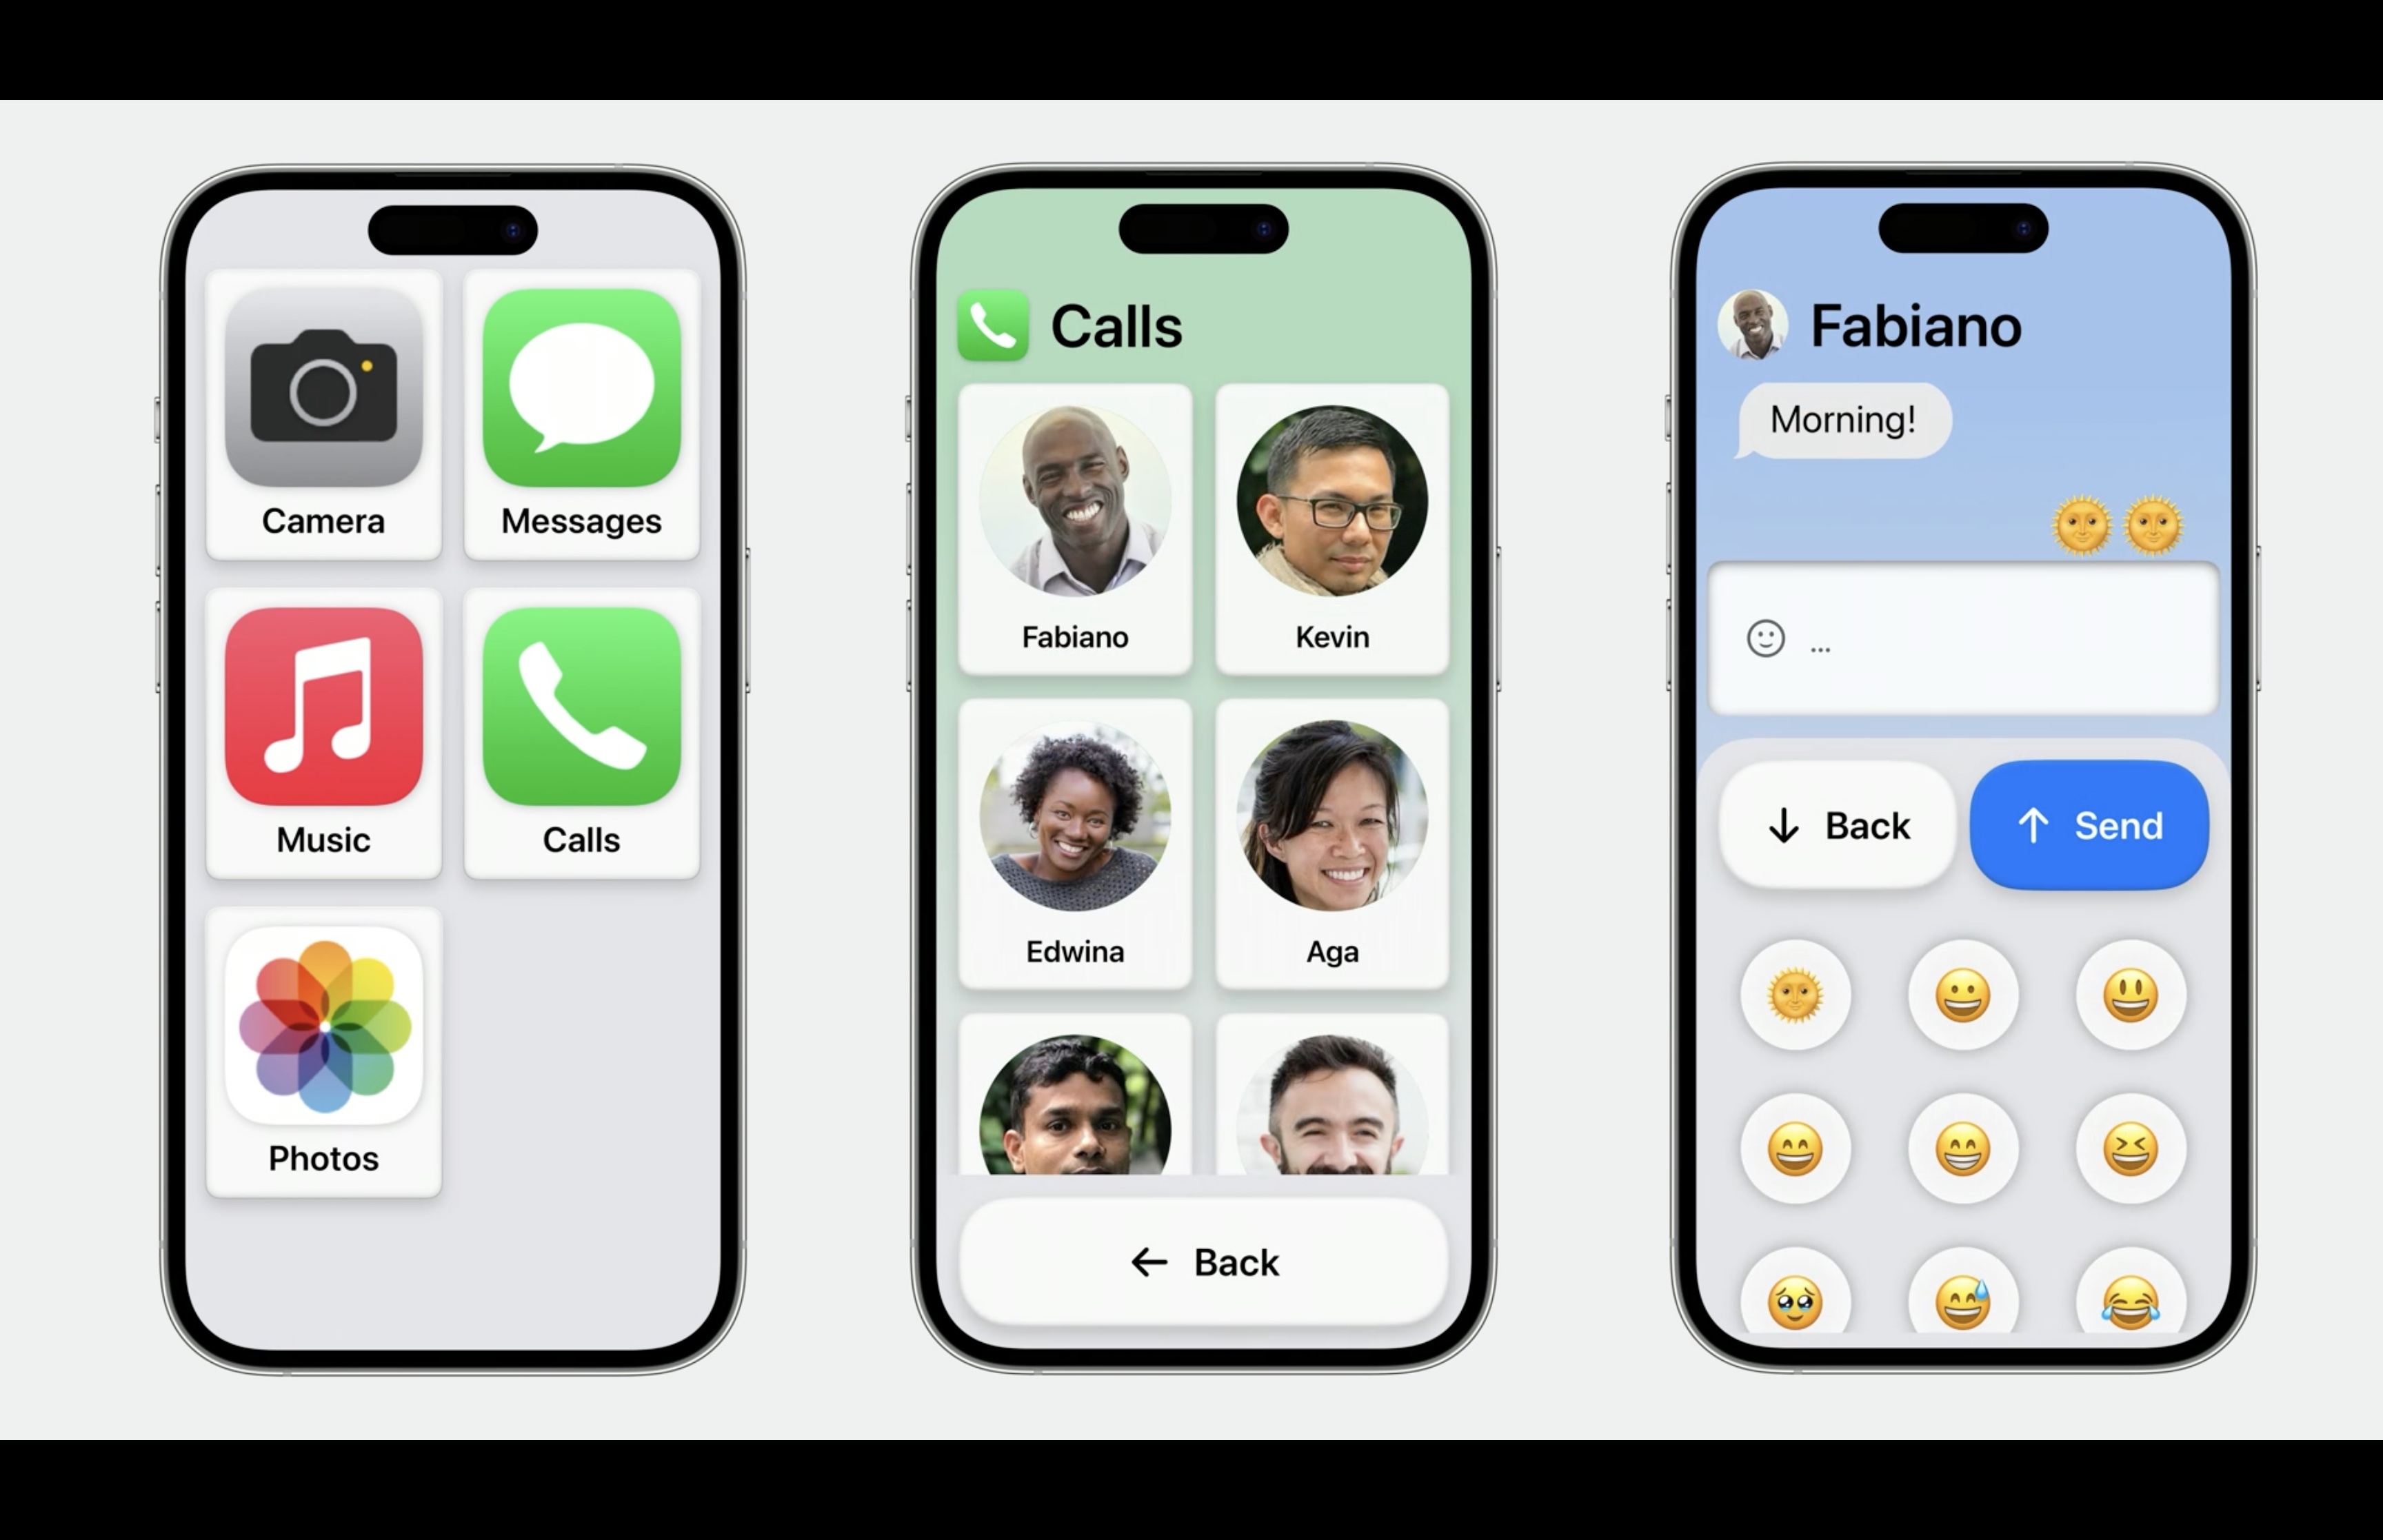 Camera
Messages
Music
Calls
Photos
Calls
Fabiano
Kevin
Edwina
Aga
← Back
Fabiano
Morning!
🌞🌞
...
↓ Back
↑ Send